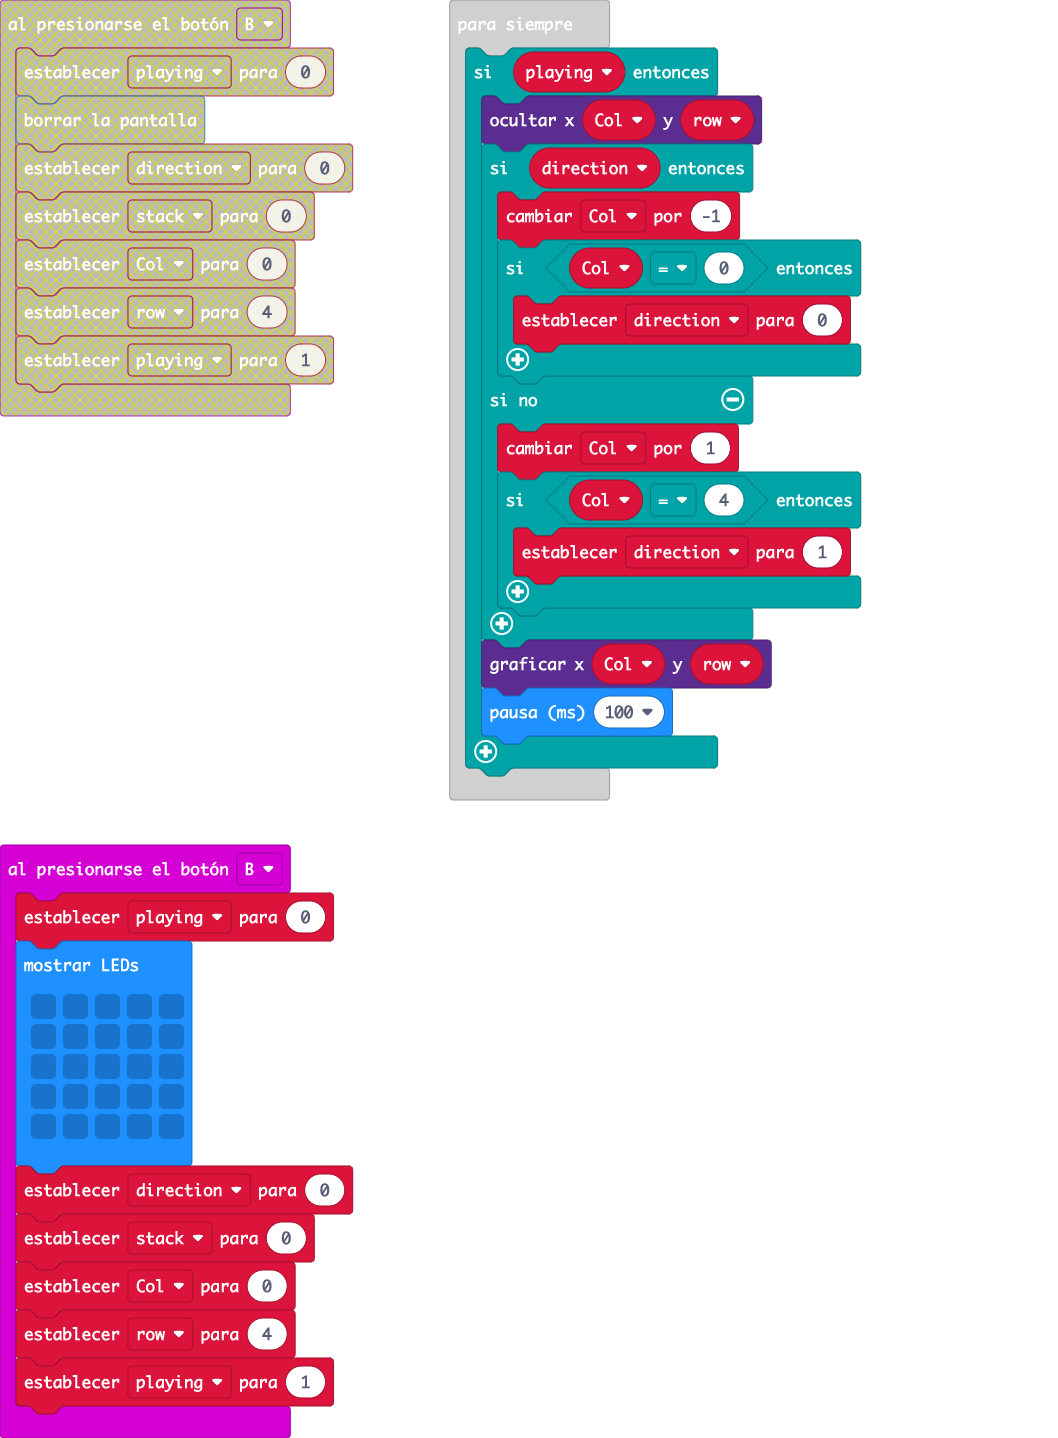 al presionarse el botón B
establecer playing para 0
borrar la pantalla
establecer direction para 0
establecer stack para 0
establecer Col para 0
establecer row para 4
establecer playing para 1
para siempre
si playing entonces
ocultar x Col y row
si direction entonces
cambiar Col por -1
si Col = 0 entonces
establecer direction para 0
si no
cambiar Col por 1
si Col = 4 entonces
establecer direction para 1
graficar x Col y row
pausa (ms) 100
al presionarse el botón B
establecer playing para 0
mostrar LEDs
establecer direction para 0
establecer stack para 0
establecer Col para 0
establecer row para 4
establecer playing para 1